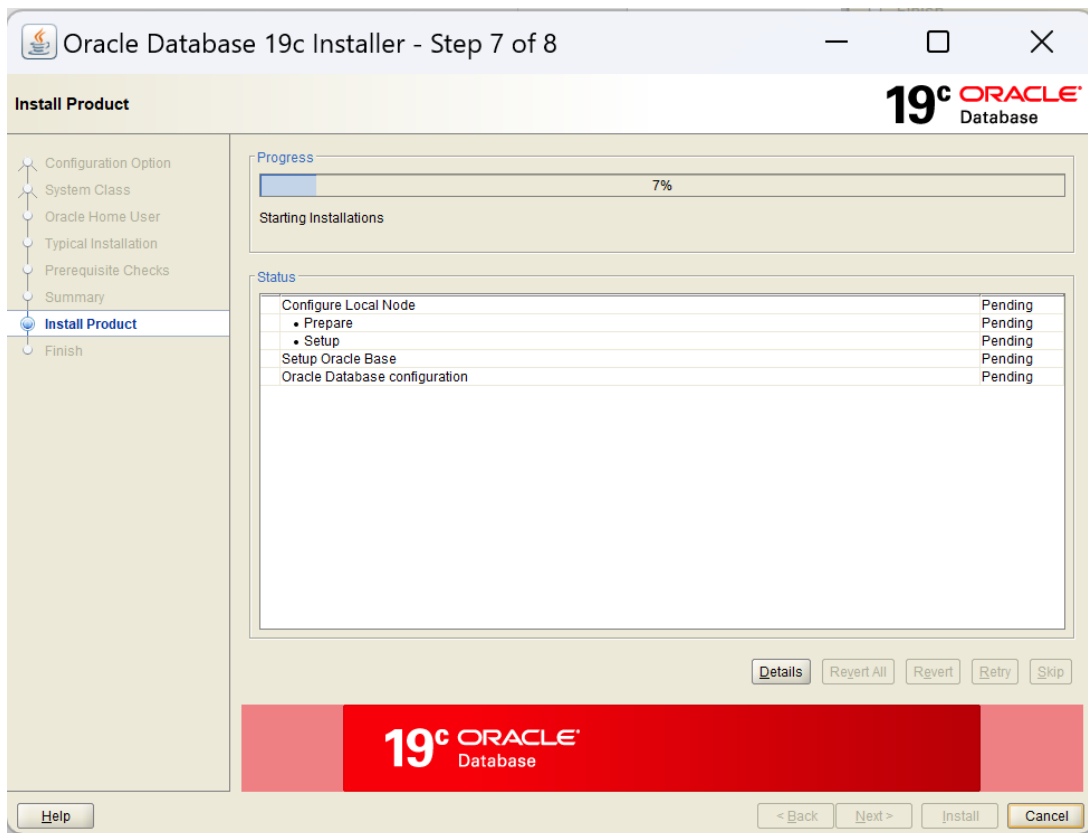 Oracle Database 19c Installer - Step 7 of 8
Install Product
19c ORACLE
Database
Configuration Option
System Class
Oracle Home User
Typical Installation
Prerequisite Checks
Summary
Install Product
Finish
Progress
7%
Starting Installations
Status
Configure Local Node Pending
• Prepare Pending
• Setup Pending
Setup Oracle Base Pending
Oracle Database configuration Pending
Details Revert All Revert Retry Skip
19c ORACLE
Database
Help < Back Next > Install Cancel